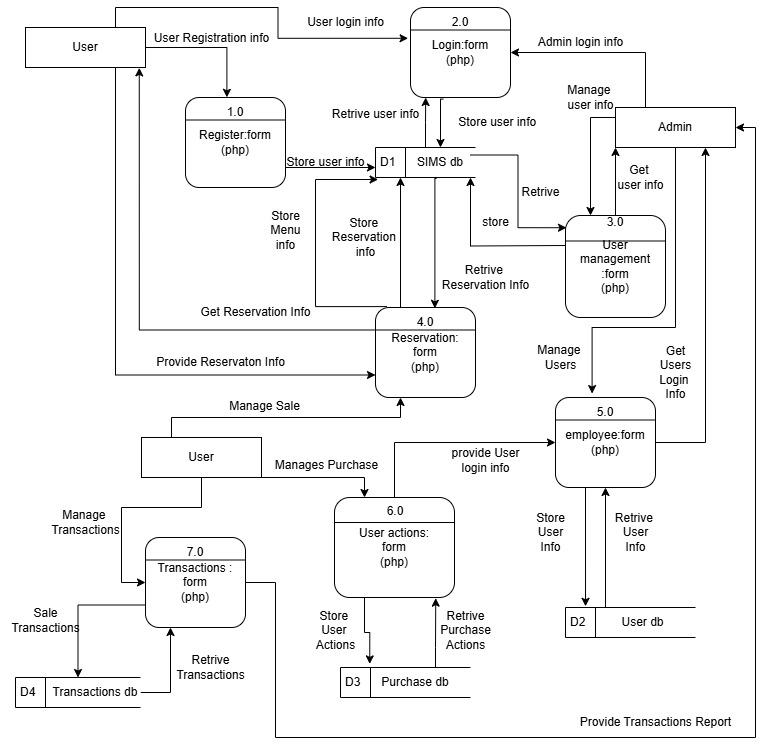 User login info
2.0
Login:form
(php)
User
User Registration info
Admin login info
Manage
user info
1.0
Register:form
(php)
Retrive user info
Store user info
Admin
Store user info
D1
SIMS db
Get
user info
Retrive
Store
Menu
info
Store
Reservation
info
store
3.0
User
management
:form
(php)
Retrive
Reservation Info
Get Reservation Info
4.0
Reservation:
form
(php)
Provide Reservaton Info
Manage
Users
Get
Users
Login
Info
Manage Sale
5.0
employee:form
(php)
User
Manages Purchase
provide User
login info
Manage
Transactions
6.0
User actions:
form
(php)
Store
User
Info
Retrive
User
Info
7.0
Transactions :
form
(php)
Sale
Transactions
Store
User
Actions
Retrive
Purchase
Actions
D2
User db
Retrive
Transactions
D4
Transactions db
D3
Purchase db
Provide Transactions Report